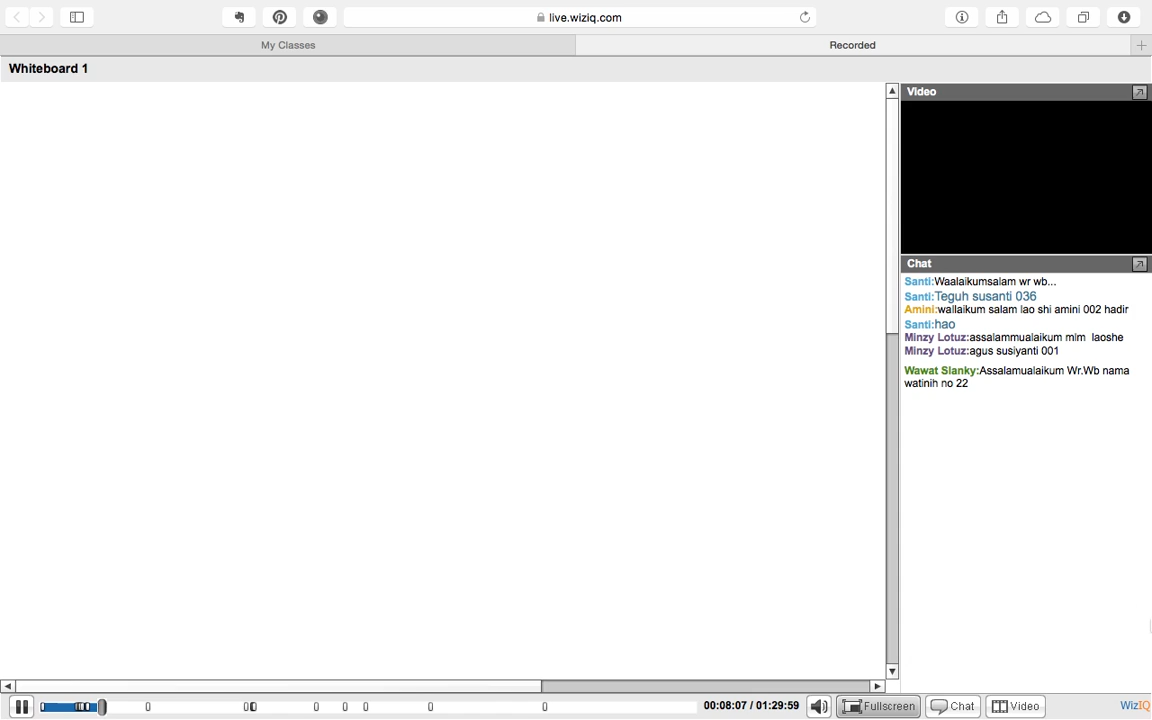 live.wiziq.com
My Classes
Recorded
Whiteboard 1
Video
Chat
Santi:Waalaikumsalam wr wb...
Santi:Teguh susanti 036
Amini:wallaikum salam lao shi amini 002 hadir
Santi:hao
Minzy Lotuz:assalammualaikum mlm laoshe
Minzy Lotuz:agus susiyanti 001
Wawat Slanky:Assalamualaikum Wr.Wb nama
watinih no 22
00:08:07 / 01:29:59
Fullscreen
Chat
Video
WizIQ